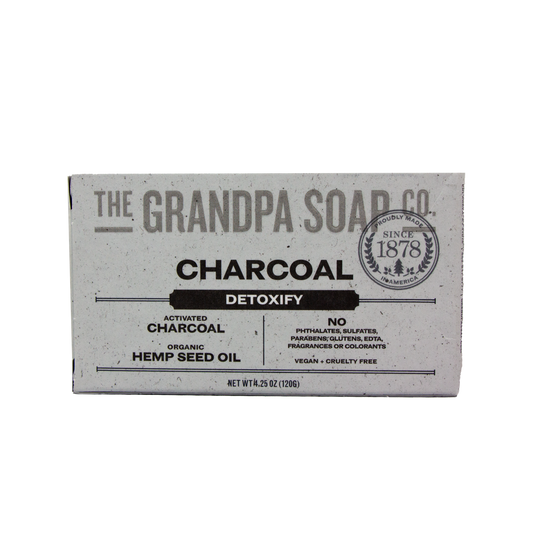 THE GRANDPA SOAP CO.
PROUDLY MADE
SINCE
1878
IN AMERICA
CHARCOAL
DETOXIFY
ACTIVATED
CHARCOAL
ORGANIC
HEMP SEED OIL
NO
PHTHALATES, SULFATES,
PARABENS, GLUTENS, EDTA,
FRAGRANCES OR COLORANTS
VEGAN + CRUELTY FREE
NET WT 4.25 OZ (120G)